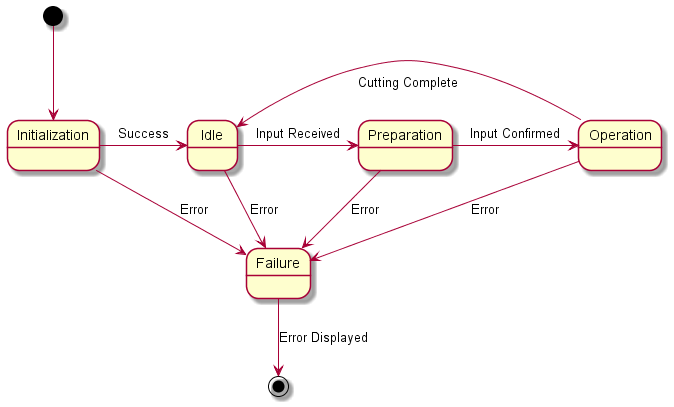 Cutting Complete
Initialization
Success
Idle
Input Received
Preparation
Input Confirmed
Operation
Error
Error
Error
Error
Failure
Error Displayed